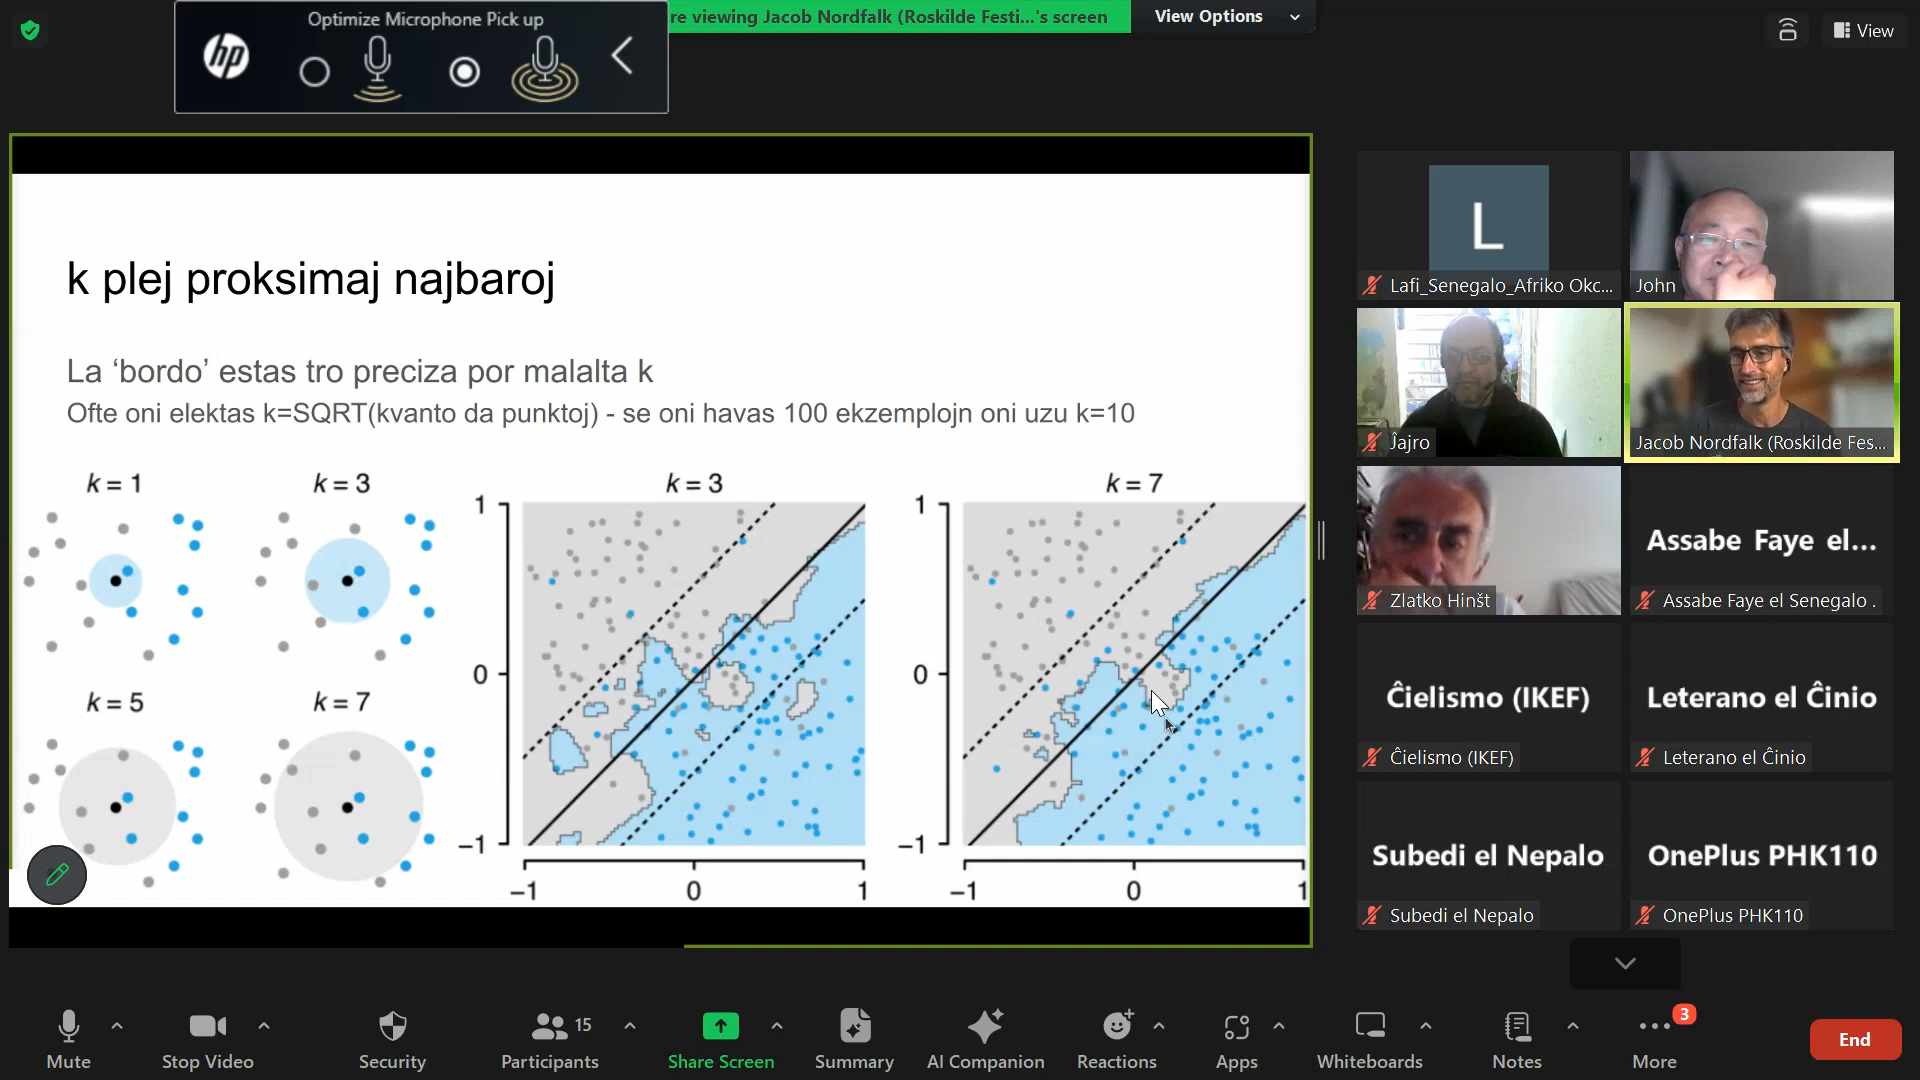 Optimize Microphone Pick up
hp
re viewing Jacob Nordfalk (Roskilde Festi...'s screen
View Options
View
k plej proksimaj najbaroj
La ‘bordo’ estas tro preciza por malalta k
Ofte oni elektas k=SQRT(kvanto da punktoj) - se oni havas 100 ekzemplojn oni uzu k=10
k = 1
k = 3
k = 5
k = 7
k = 3
1
0
−1
−1
0
1
k = 7
1
0
−1
−1
0
1
L
Lafi_Senegalo_Afriko Okc...
John
Ĵajro
Jacob Nordfalk (Roskilde Fes...
Zlatko Hinšt
Assabe Faye el...
Assabe Faye el Senegalo .
Ĉielismo (IKEF)
Ĉielismo (IKEF)
Leterano el Ĉinio
Leterano el Ĉinio
Subedi el Nepalo
Subedi el Nepalo
OnePlus PHK110
OnePlus PHK110
Mute
Stop Video
Security
15
Participants
Share Screen
Summary
AI Companion
Reactions
Apps
Whiteboards
Notes
3
More
End